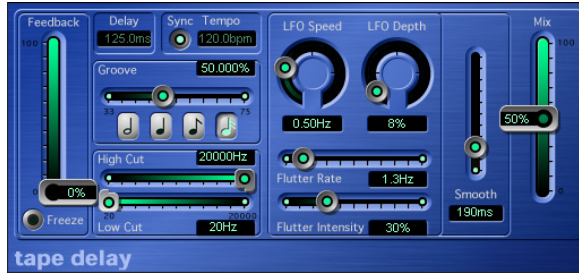 Feedback
100
0
0%
Freeze
Delay
125.0ms
Sync Tempo
120.0bpm
Groove
50.000%
33
75
High Cut
20000Hz
20
20000
Low Cut
20Hz
LFO Speed
0.50Hz
LFO Depth
8%
Flutter Rate
1.3Hz
Flutter Intensity
30%
Smooth
190ms
Mix
100
50%
0
tape delay